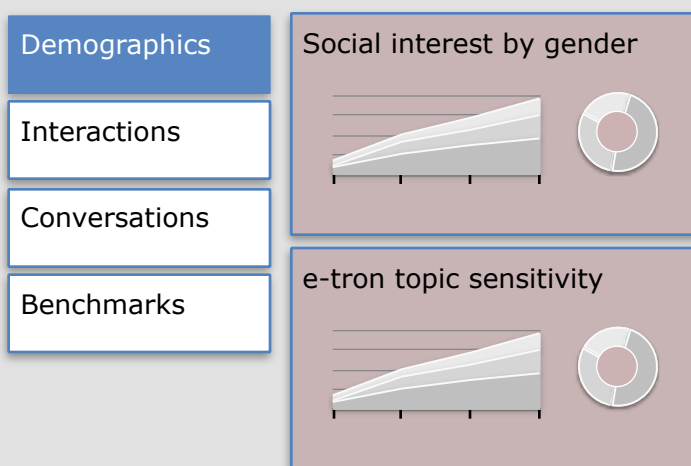 Demographics
Interactions
Conversations
Benchmarks
Social interest by gender
e-tron topic sensitivity